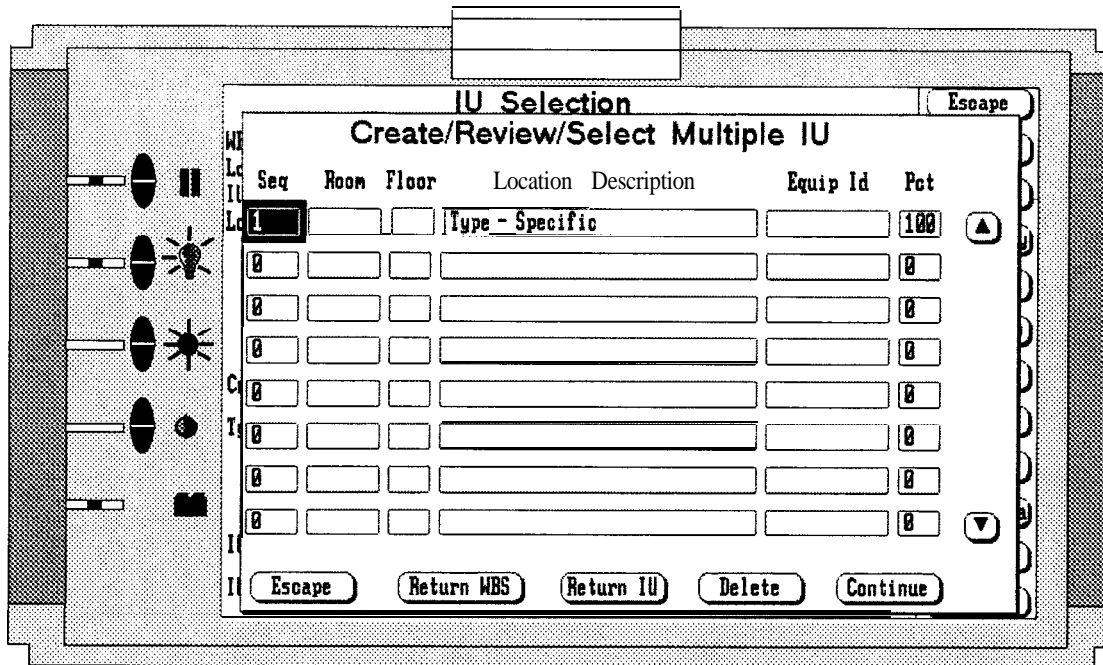 IU Selection
Escape
Create/Review/Select Multiple IU
Seq Room Floor Location Description Equip Id Pct
1 Type - Specific 100
0 0
0 0
0 0
0 0
0 0
0 0
0 0
Escape Return WBS Return IU Delete Continue